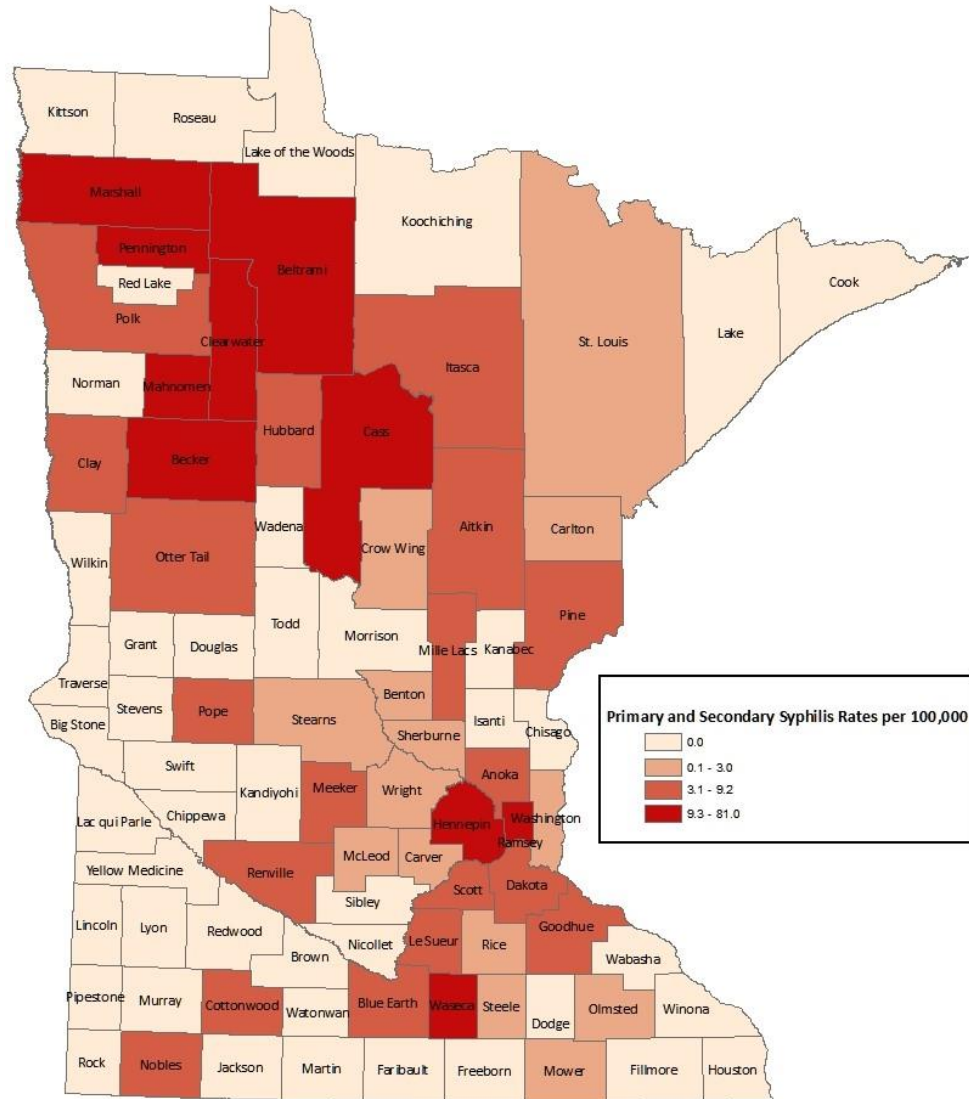 Kittson
Roseau
Lake of the Woods
Marshall
Koochiching
Pennington
Beltrami
Red Lake
Cook
Polk
Clearwater
St. Louis
Lake
Itasca
Norman
Mahnomen
Hubbard
Cass
Clay
Becker
Wadena
Aitkin
Carlton
Crow Wing
Otter Tail
Wilkin
Pine
Todd
Morrison
Grant
Douglas
Mille Lacs
Kanabec
Traverse
Stevens
Pope
Benton
Big Stone
Stearns
Isanti
Chisago
Sherburne
Primary and Secondary Syphilis Rates per 100,000
0.0
0.1 - 3.0
3.1 - 9.2
9.3 - 81.0
Swift
Anoka
Kandiyohi
Meeker
Wright
Chippewa
Lac qui Parle
Hennepin
Washington
Ramsey
McLeod
Carver
Yellow Medicine
Renville
Scott
Dakota
Sibley
Lincoln
Lyon
Redwood
Goodhue
Nicollet
Le Sueur
Rice
Brown
Wabasha
Pipestone
Murray
Cottonwood
Watonwan
Blue Earth
Waseca
Steele
Dodge
Olmsted
Winona
Rock
Nobles
Jackson
Martin
Faribault
Freeborn
Mower
Fillmore
Houston